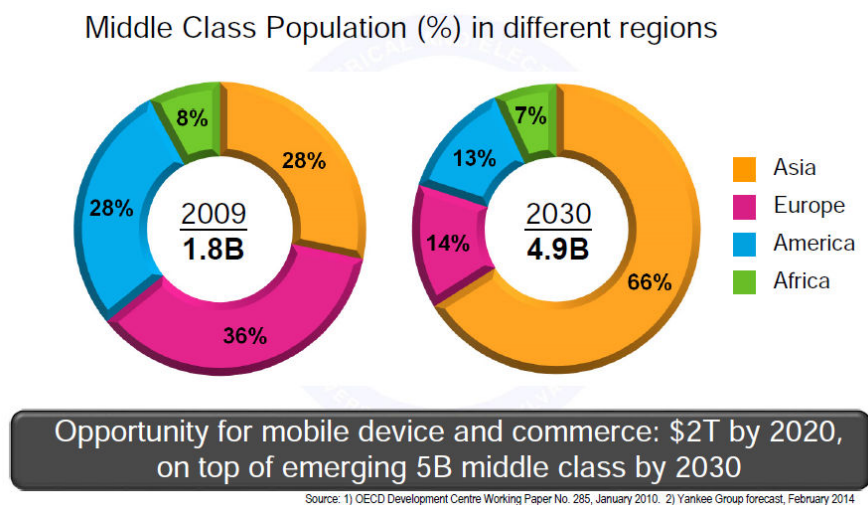 Middle Class Population (%) in different regions
8%
28%
28%
2009
1.8B
36%
7%
13%
14%
2030
4.9B
66%
Asia
Europe
America
Africa
Opportunity for mobile device and commerce: $2T by 2020,
on top of emerging 5B middle class by 2030
Source: 1) OECD Development Centre Working Paper No. 285, January 2010. 2) Yankee Group forecast, February 2014